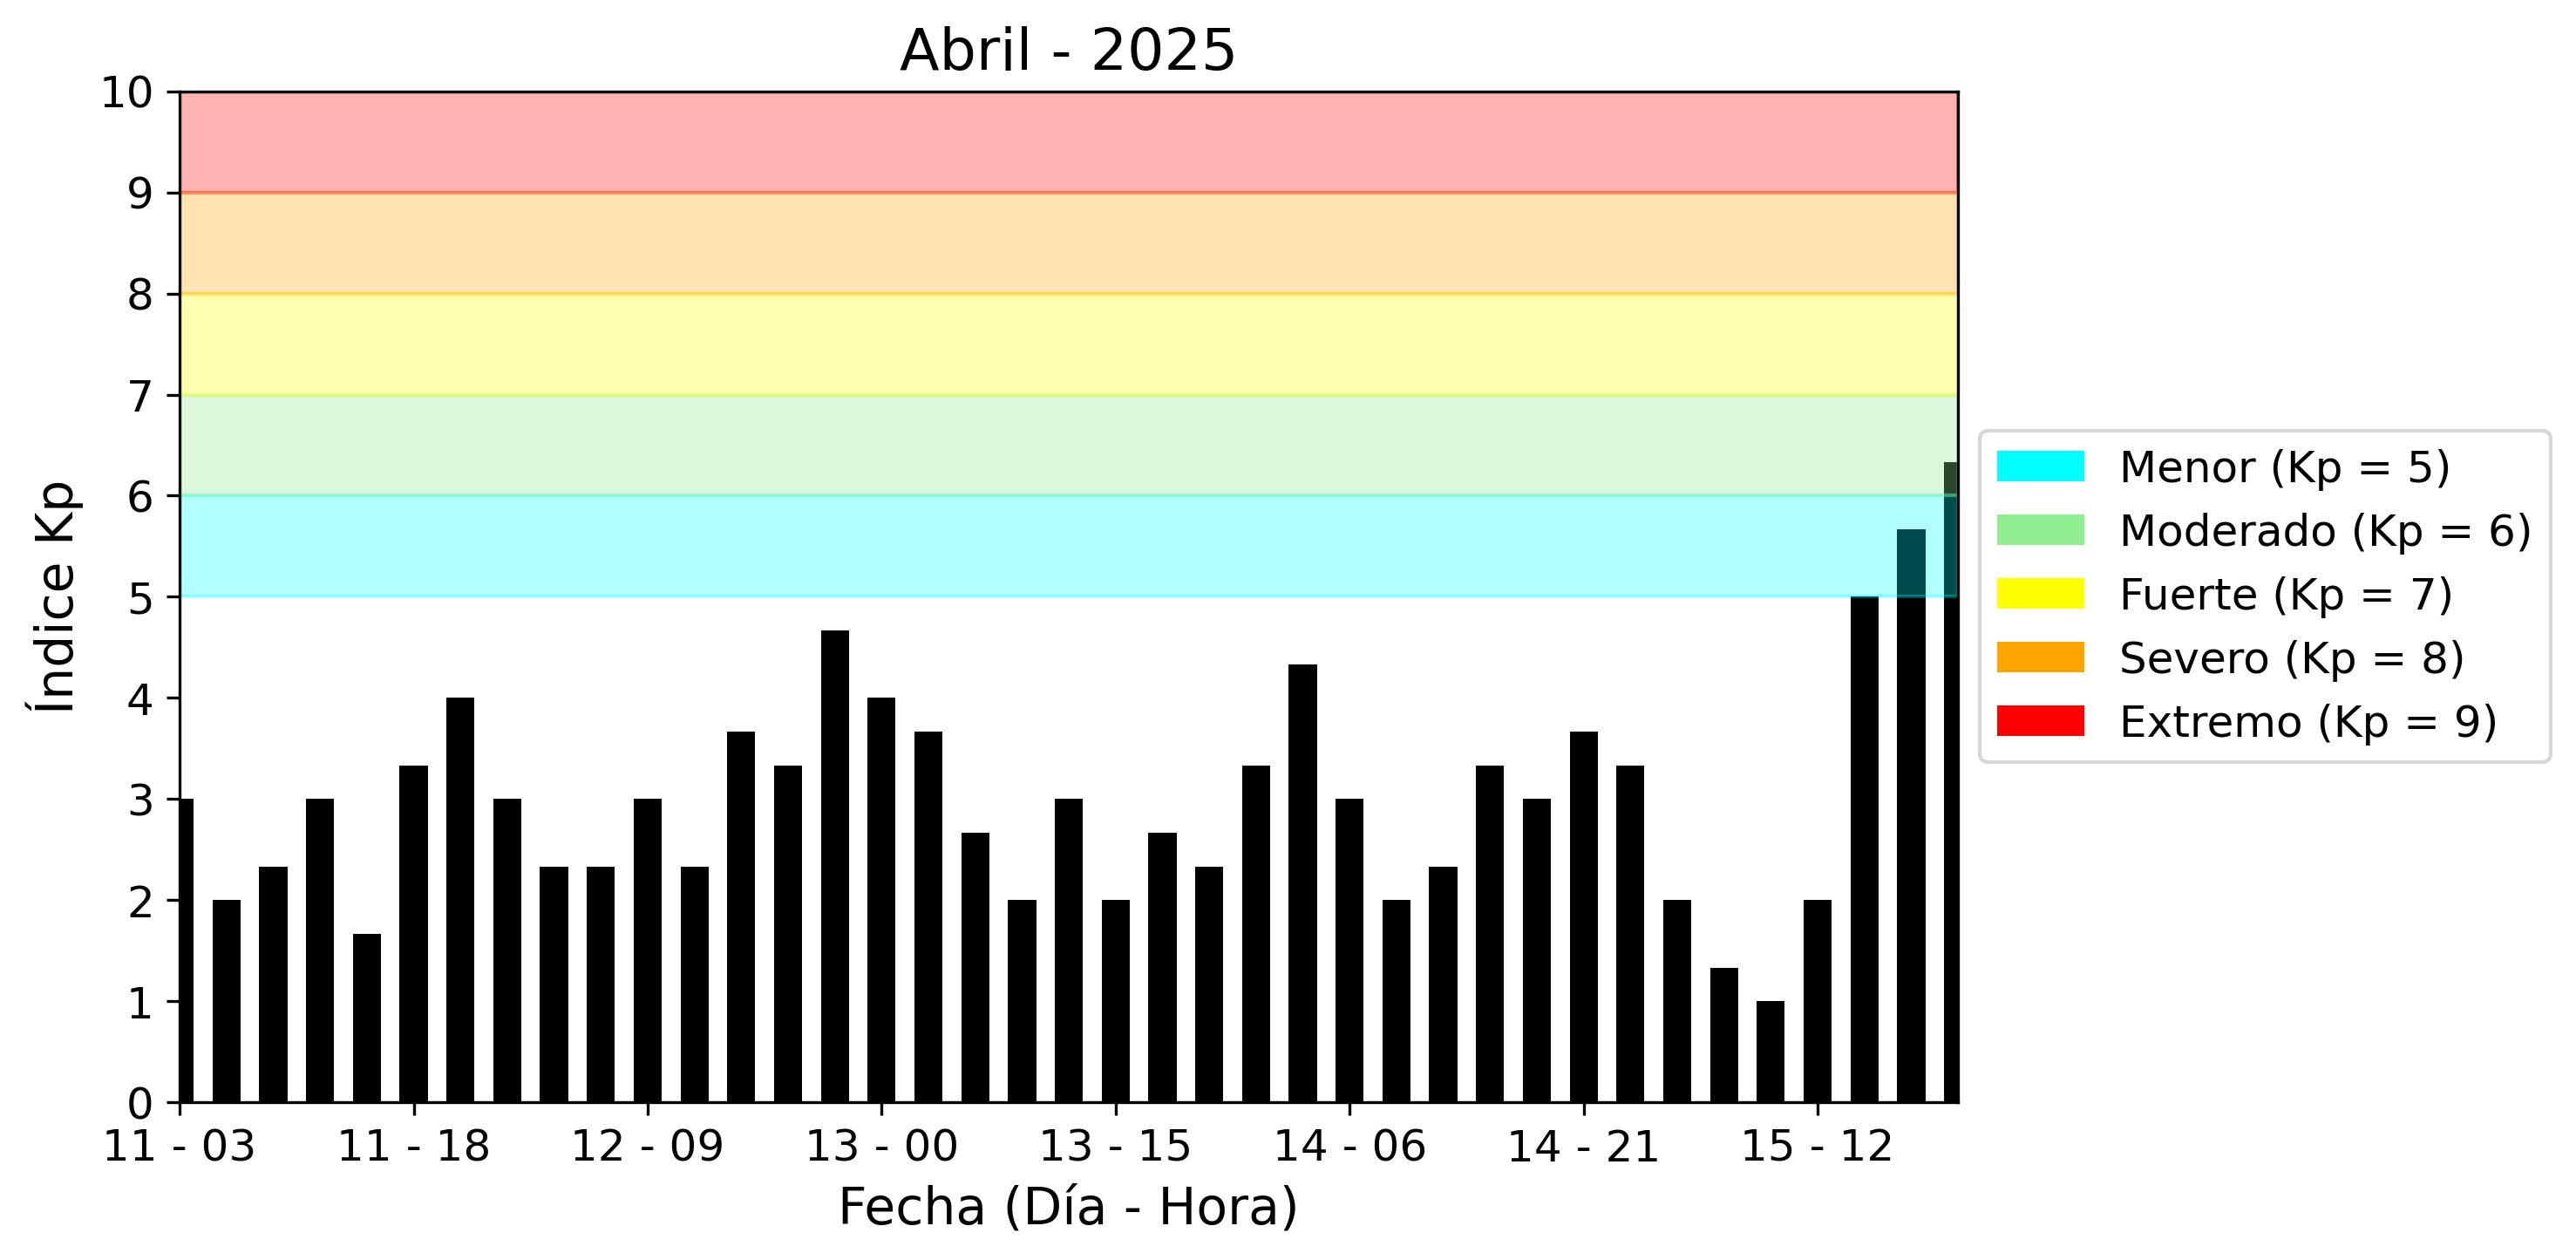 Abril - 2025
10
9
8
7
6
5
4
3
2
1
0
Índice Kp
11 - 03
11 - 18
12 - 09
13 - 00
13 - 15
14 - 06
14 - 21
15 - 12
Fecha (Día - Hora)
Menor (Kp = 5)
Moderado (Kp = 6)
Fuerte (Kp = 7)
Severo (Kp = 8)
Extremo (Kp = 9)